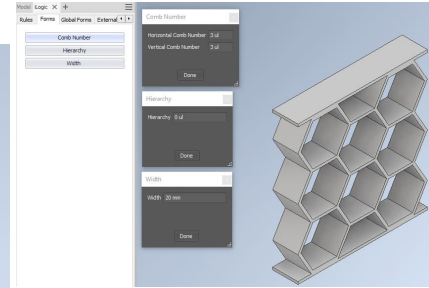 Model Logic × +
Rules Forms Global Forms External
Comb Number
Hierarchy
Width
Comb Number
Horizontal Comb Number 3 ul
Vertical Comb Number 3 ul
Done
Hierarchy
Hierarchy 0 ul
Done
Width
Width 20 mm
Done